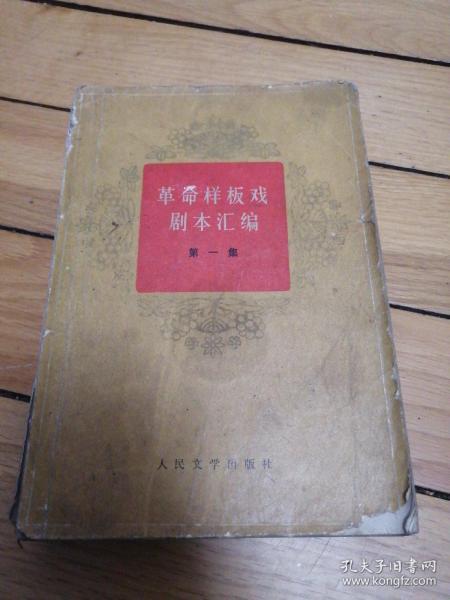 革命样板戏
剧本汇编
第一集
人民文学出版社
孔夫子旧书网
www.kongfz.com